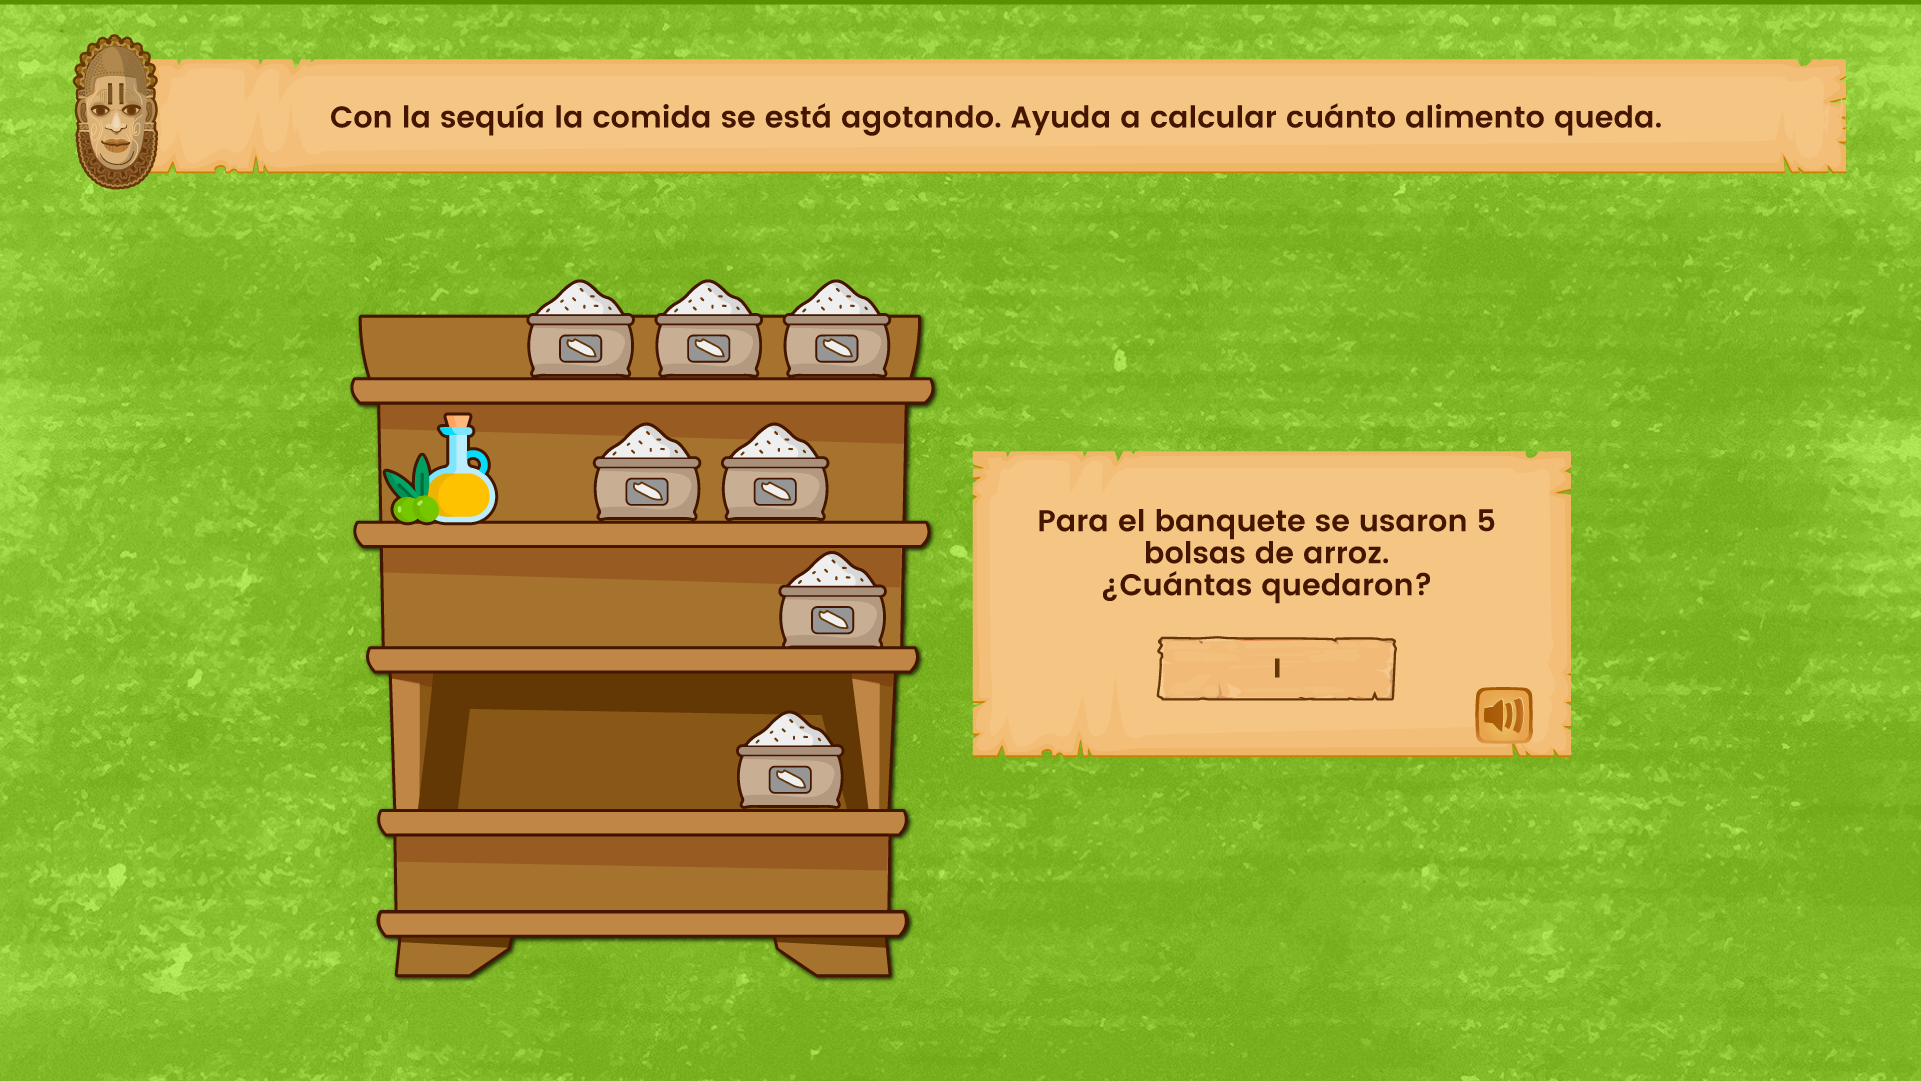 Con la sequía la comida se está agotando. Ayuda a calcular cuánto alimento queda.
Para el banquete se usaron 5
bolsas de arroz.
¿Cuántas quedaron?